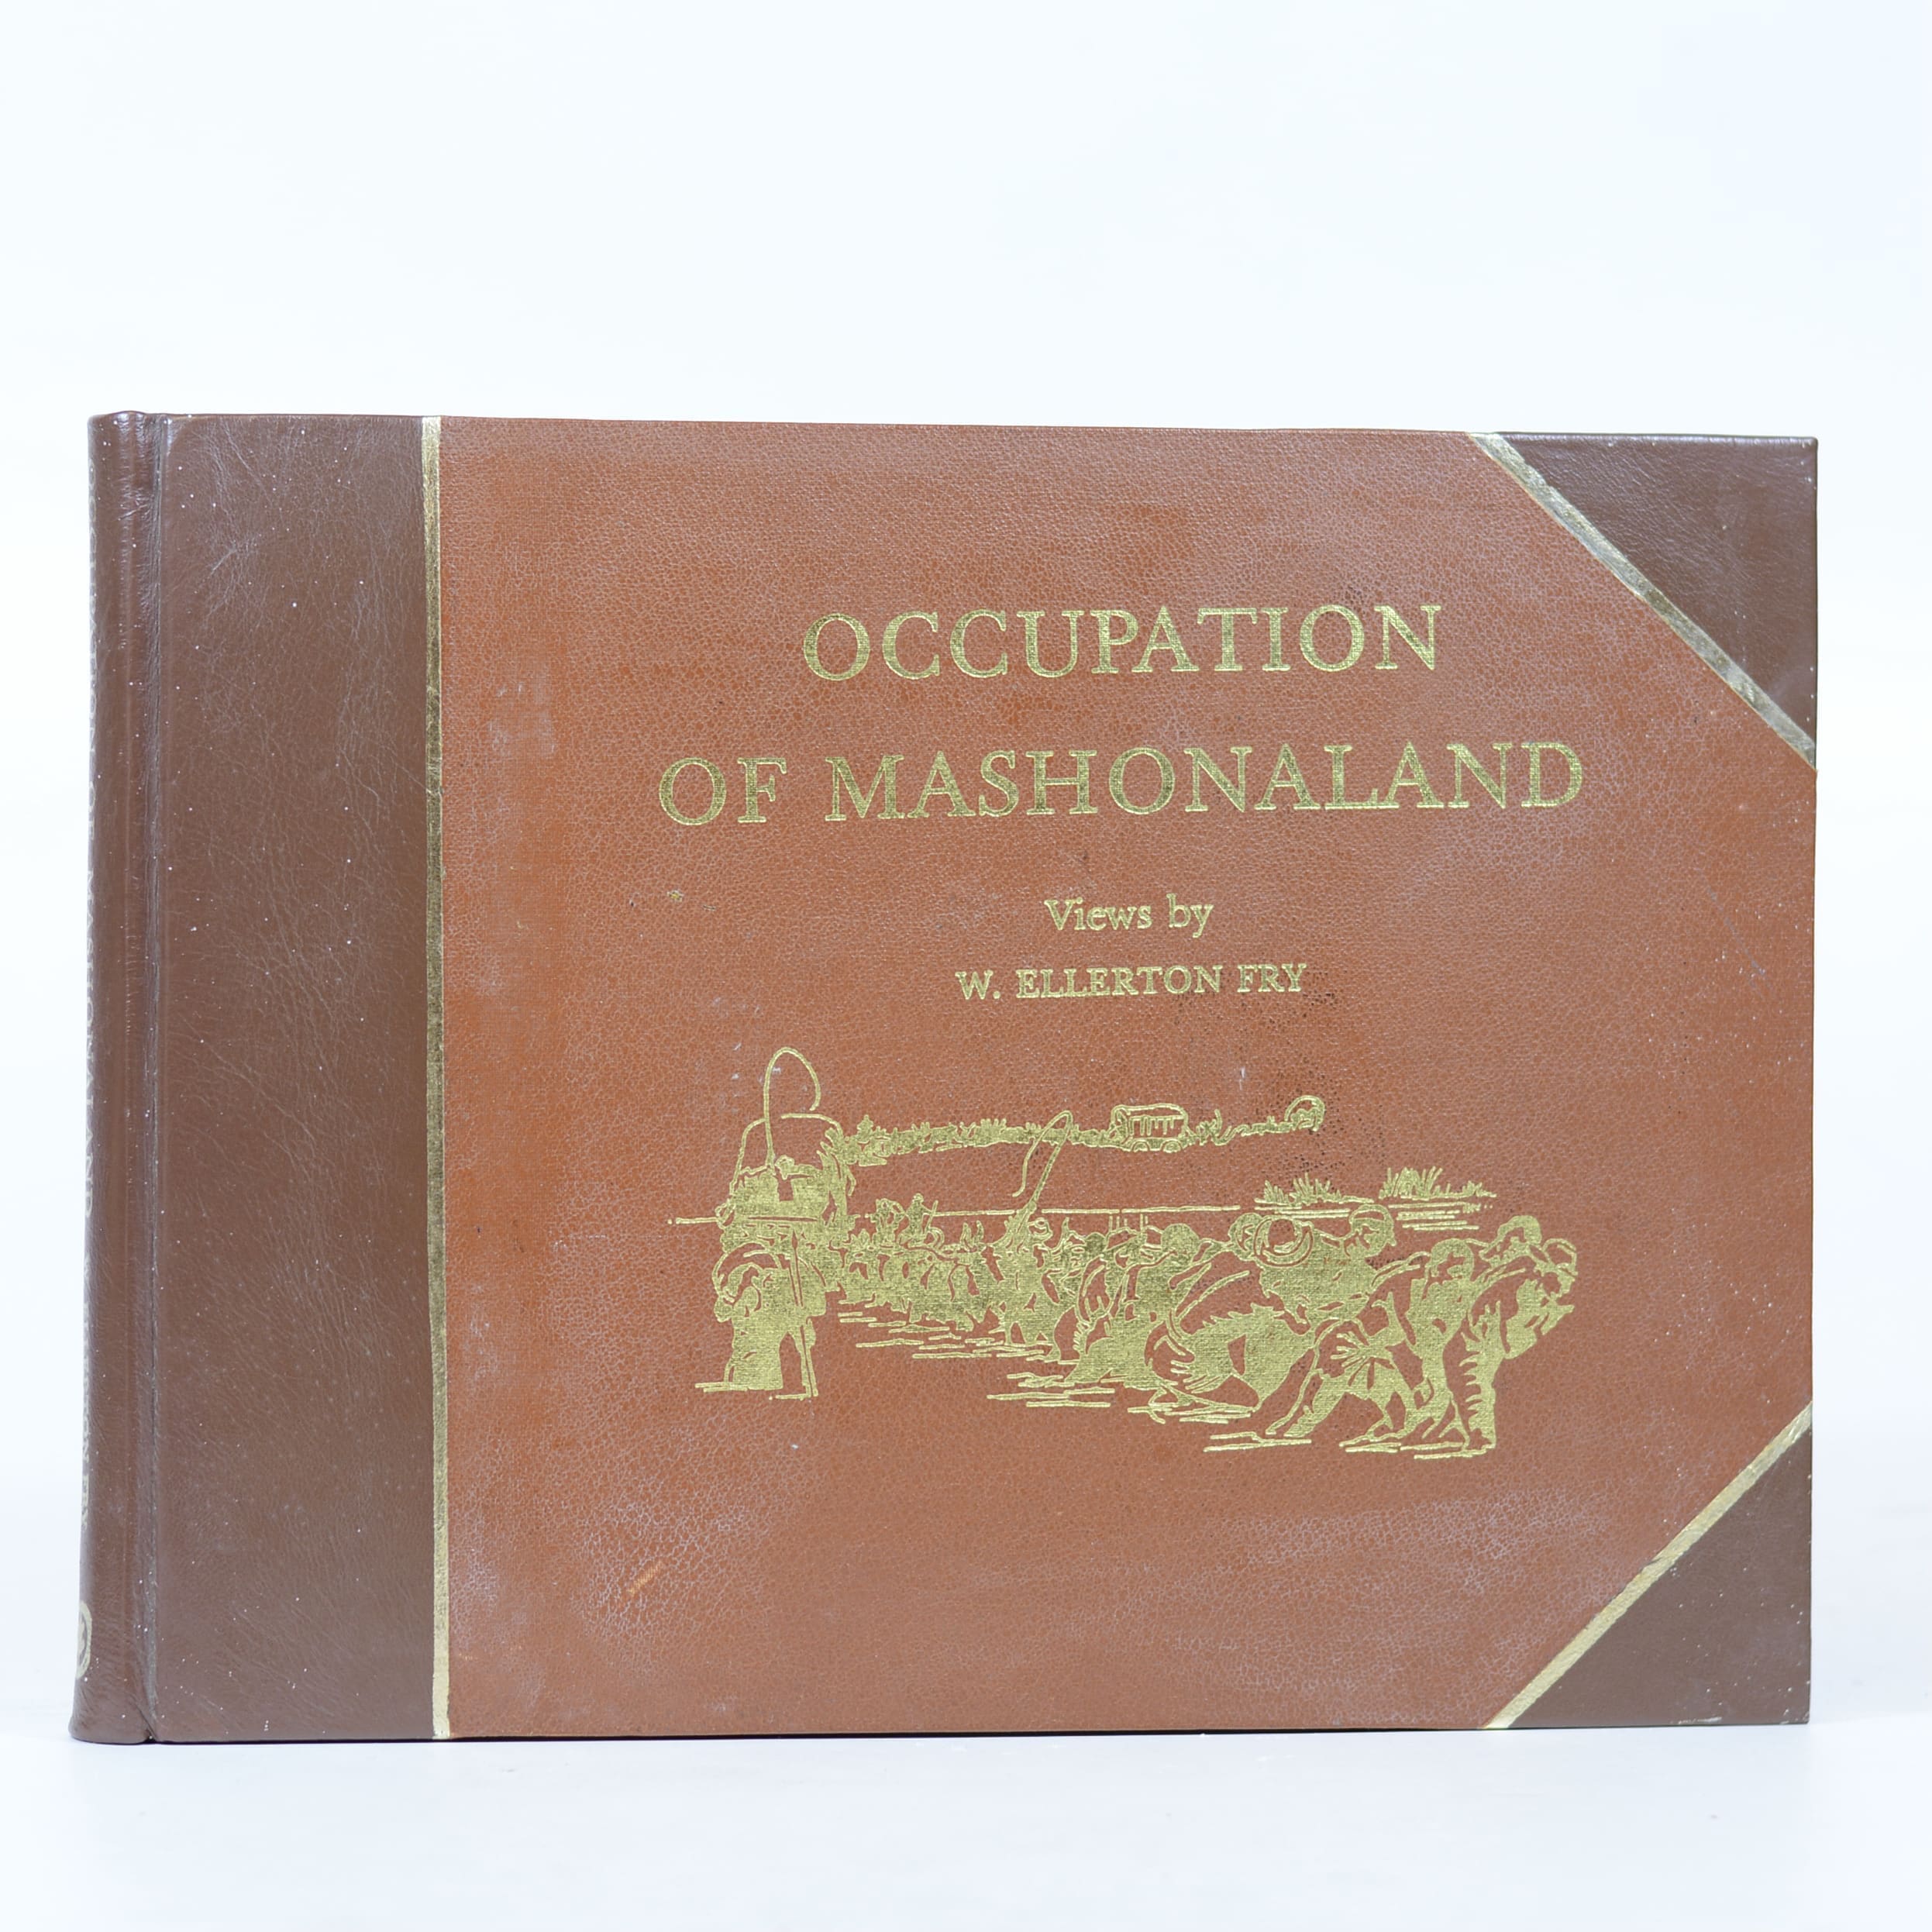 OCCUPATION
OF MASHONALAND
Views by
W. ELLERTON FRY